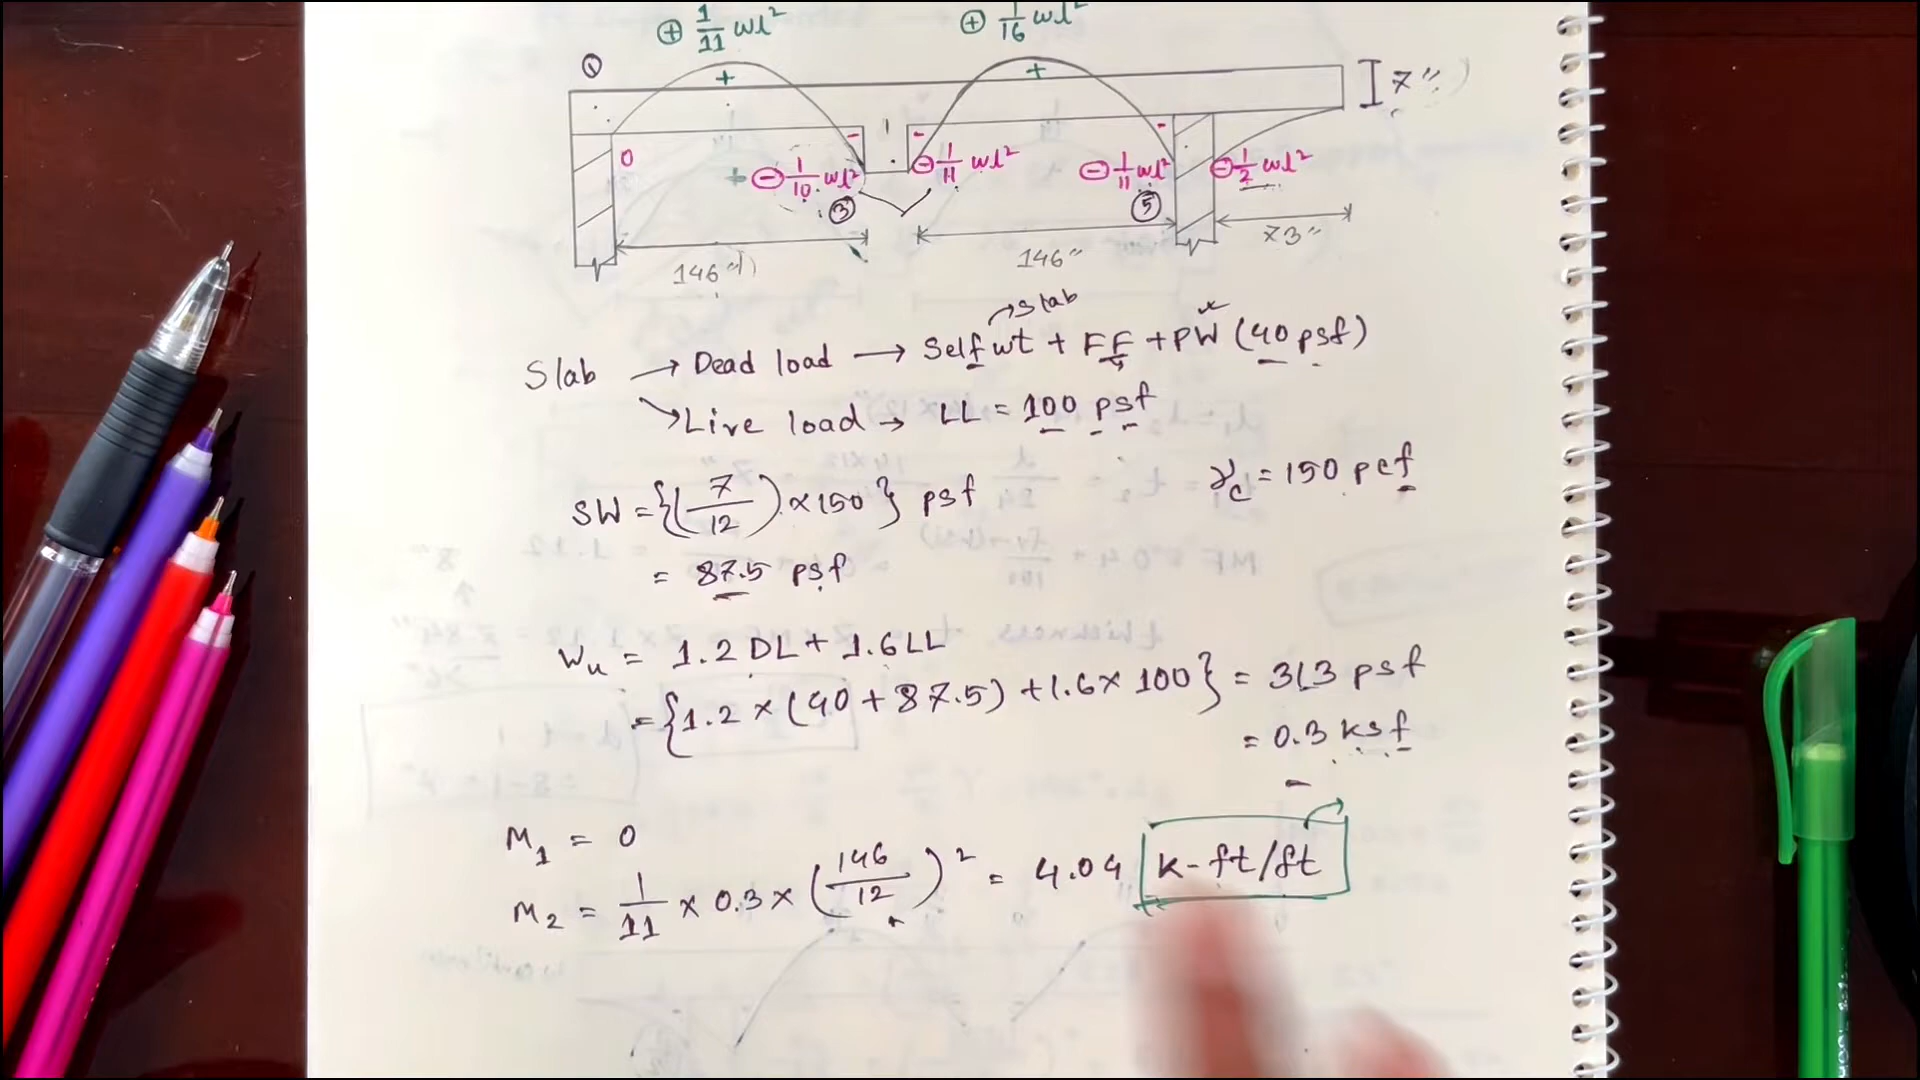 ⊕ 1/11 wl² ⊕ 1/16 wl²
+ +
7"
0 - - -
⊖ 1/10 wl² ⊖ 1/11 wl² ⊖ 1/11 wl² ⊖ 1/2 wl²
③ ⑤
146" 146" 73"
→ Slab
Slab → Dead load → Self wt + FF + PW (40 psf)
→ Live load → LL = 100 psf
SW = {(7/12) × 150} psf γc = 150 pcf
= 87.5 psf
Wu = 1.2 DL + 1.6 LL
= {1.2 × (40 + 87.5) + 1.6 × 100} = 313 psf
= 0.3 ksf
M1 = 0
M2 = 1/11 × 0.3 × (146/12)² = 4.04 k-ft/ft